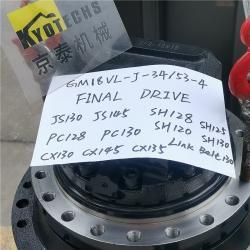 KYOTECHS
京泰机械
GM18VL-J-34/53-4
FINAL DRIVE
JS130 JS145 SH128 SH125
PC128 PC130 SH120 SH130
CX130 CX145 CX135 Link Belt 130